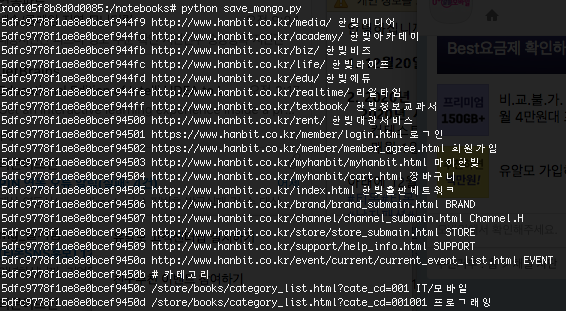 root@5f8b8d0d0085:/notebooks# python save_mongo.py
5dfc9778f1ae8e0bcef944f9 http://www.hanbit.co.kr/media/ 한빛미디어
5dfc9778f1ae8e0bcef944fa http://www.hanbit.co.kr/academy/ 한빛아카데미
5dfc9778f1ae8e0bcef944fb http://www.hanbit.co.kr/biz/ 한빛비즈
5dfc9778f1ae8e0bcef944fc http://www.hanbit.co.kr/life/ 한빛라이프
5dfc9778f1ae8e0bcef944fd http://www.hanbit.co.kr/edu/ 한빛에듀
5dfc9778f1ae8e0bcef944fe http://www.hanbit.co.kr/realtime/ 리얼타임
5dfc9778f1ae8e0bcef944ff http://www.hanbit.co.kr/textbook/ 한빛정보교과서
5dfc9778f1ae8e0bcef94500 http://www.hanbit.co.kr/rent/ 한빛대관서비스
5dfc9778f1ae8e0bcef94501 https://www.hanbit.co.kr/member/login.html 로그인
5dfc9778f1ae8e0bcef94502 https://www.hanbit.co.kr/member/member_agree.html 회원가입
5dfc9778f1ae8e0bcef94503 http://www.hanbit.co.kr/myhanbit/myhanbit.html 마이한빛
5dfc9778f1ae8e0bcef94504 http://www.hanbit.co.kr/myhanbit/cart.html 장바구니
5dfc9778f1ae8e0bcef94505 http://www.hanbit.co.kr/index.html 한빛출판네트워크
5dfc9778f1ae8e0bcef94506 http://www.hanbit.co.kr/brand/brand_submain.html BRAND
5dfc9778f1ae8e0bcef94507 http://www.hanbit.co.kr/channel/channel_submain.html Channel.H
5dfc9778f1ae8e0bcef94508 http://www.hanbit.co.kr/store/store_submain.html STORE
5dfc9778f1ae8e0bcef94509 http://www.hanbit.co.kr/support/help_info.html SUPPORT
5dfc9778f1ae8e0bcef9450a http://www.hanbit.co.kr/event/current/current_event_list.html EVENT
5dfc9778f1ae8e0bcef9450b # 카테고리
5dfc9778f1ae8e0bcef9450c /store/books/category_list.html?cate_cd=001 IT/모바일
5dfc9778f1ae8e0bcef9450d /store/books/category_list.html?cate_cd=001001 프로그래밍
Best요금제 확인하
프리미엄
150GB+
비.교.불.가.
월 4만원대
유알모 가입하